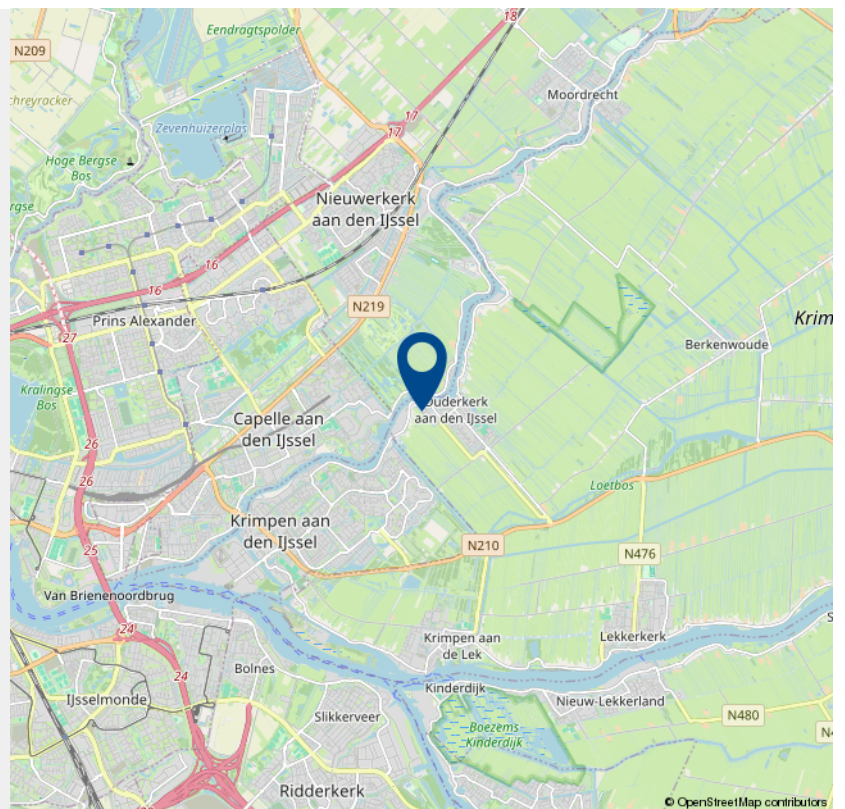 18
N209
Eendragtspolder
Moordrecht
17
17
Zevenhuizerplas
Hoge Bergse
Bos
Nieuwerkerk
aan den IJssel
16
16
N219
Prins Alexander
27
Berkenwoude
Kralingse
Bos
Ouderkerk
aan den IJssel
Capelle aan
den IJssel
26
26
Loetbos
Krimpen aan
den IJssel
N210
25
N476
Van Brienenoordbrug
24
Krimpen aan
de Lek
Lekkerkerk
24
Bolnes
Kinderdijk
IJsselmonde
Nieuw-Lekkerland
Slikkerveer
N480
Boezems
Kinderdijk
Ridderkerk
© OpenStreetMap contributors